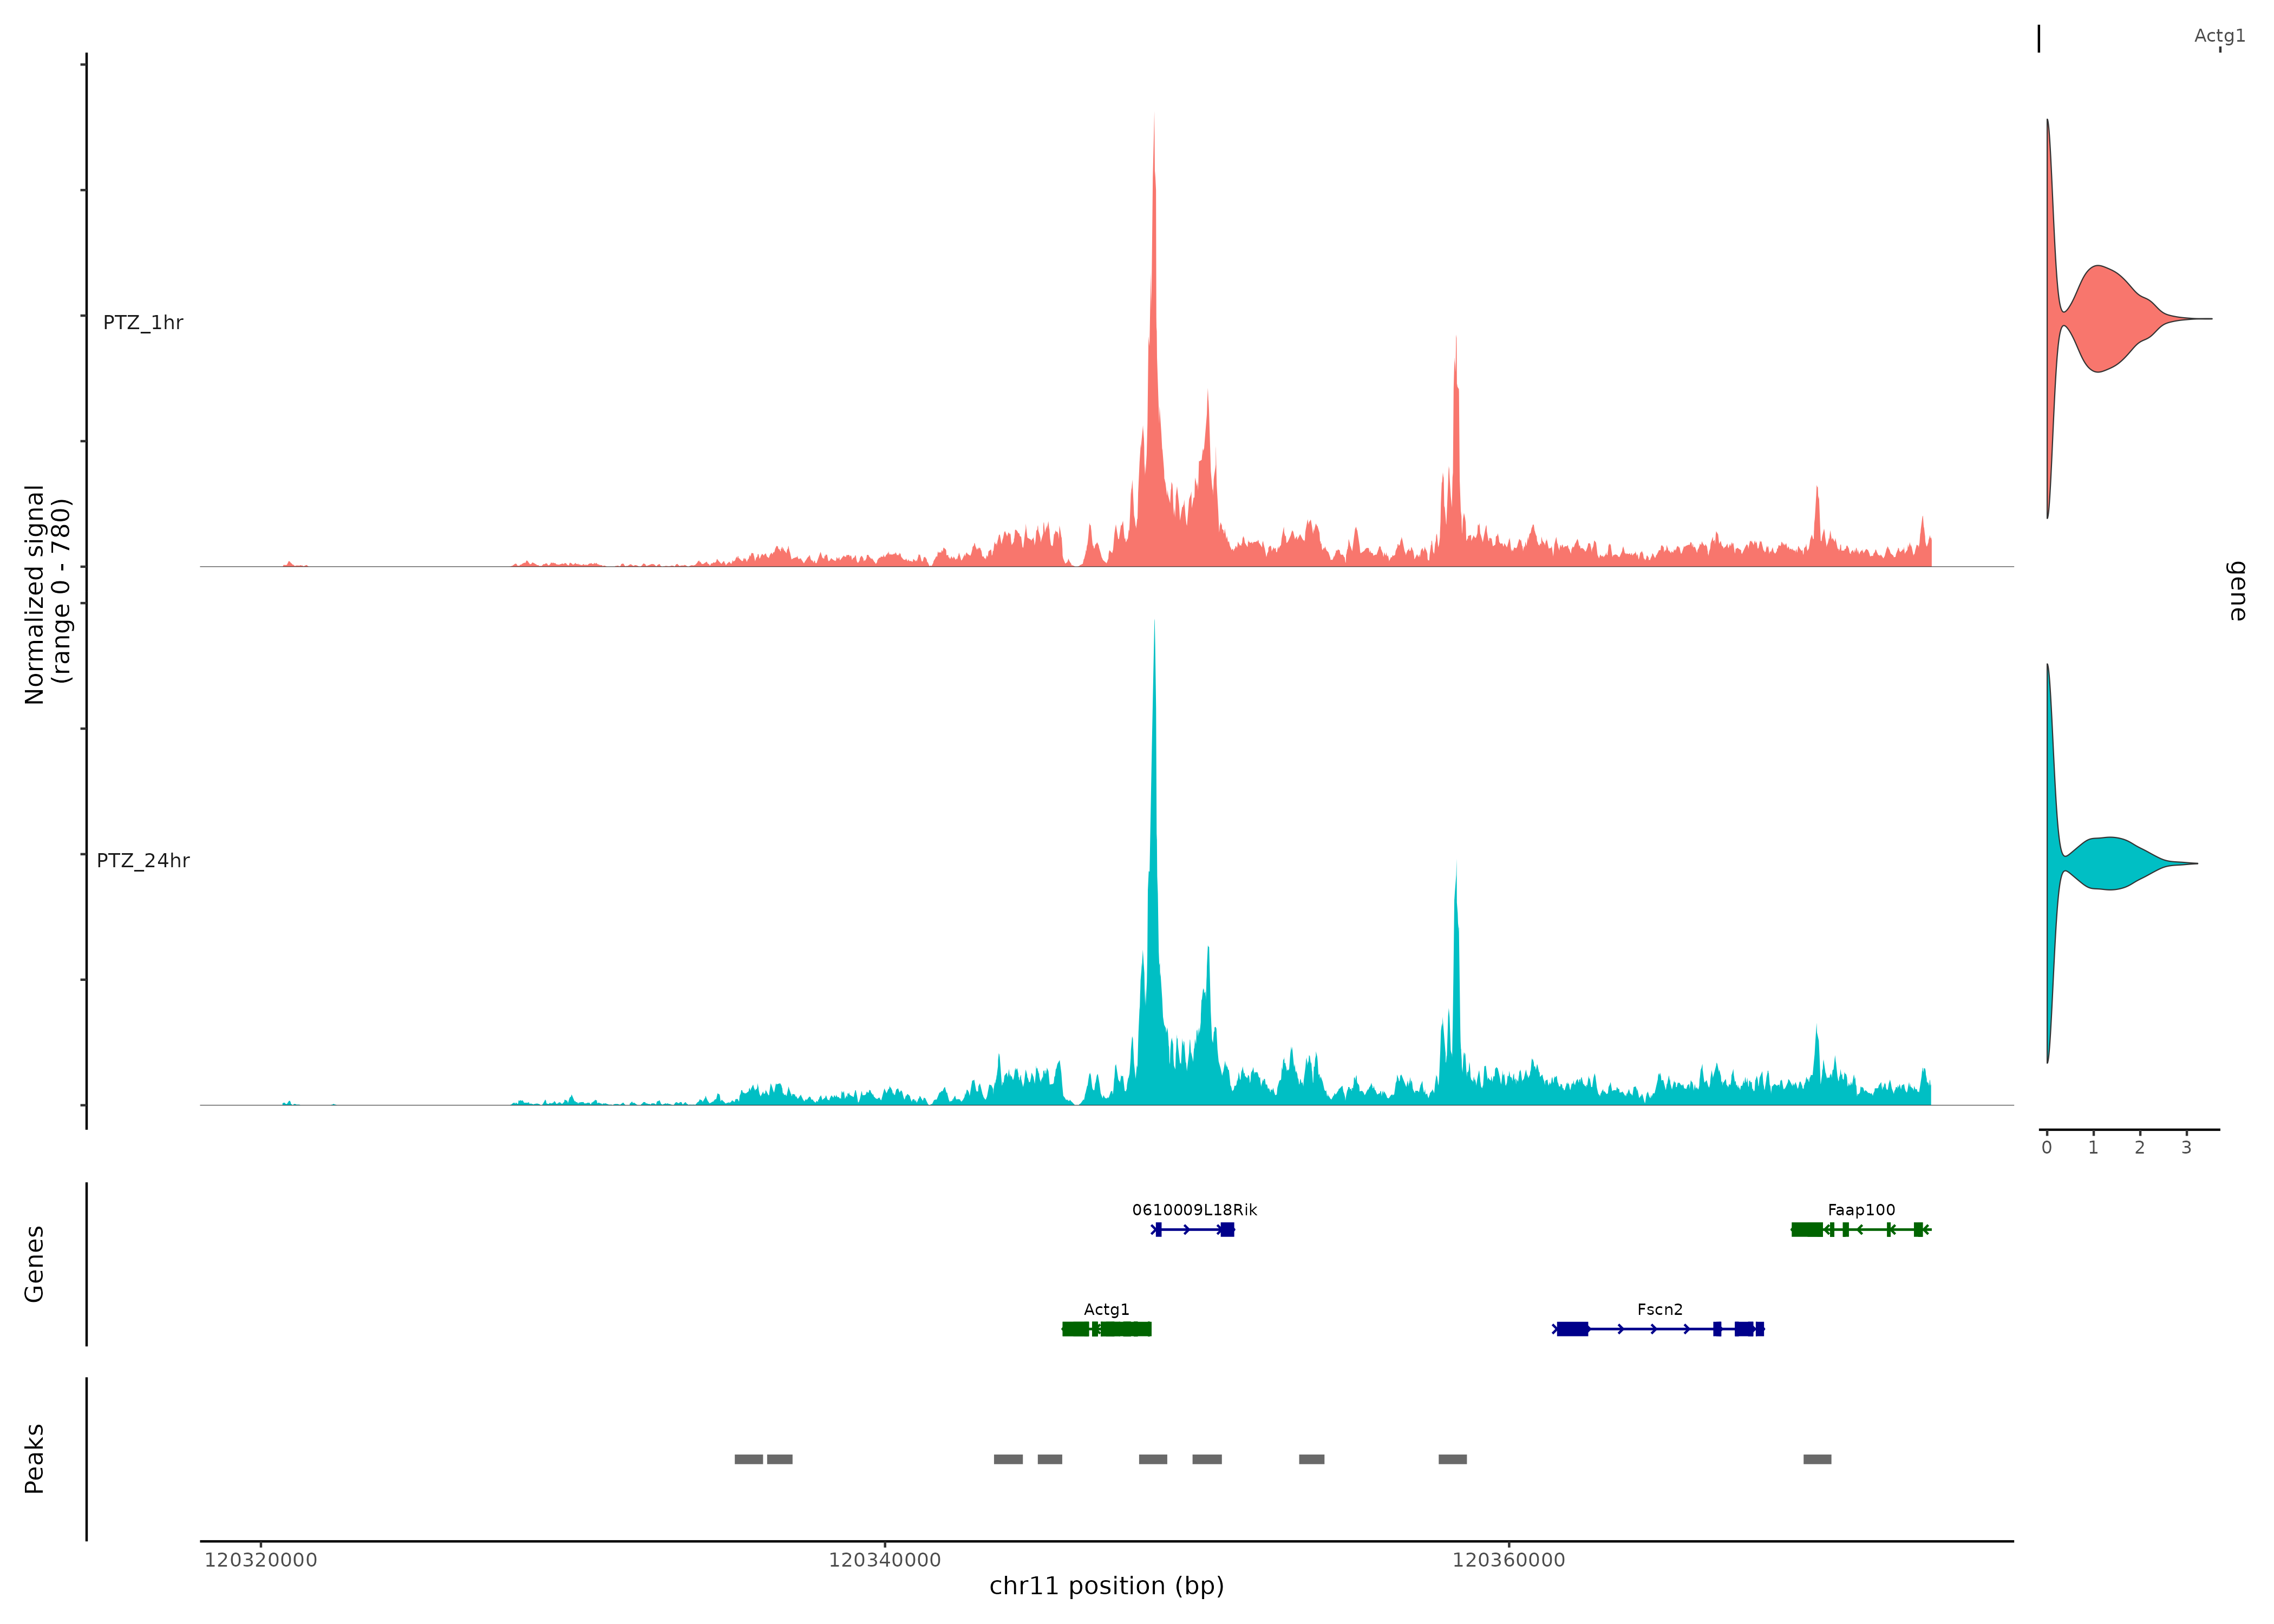 Actg1
Normalized signal
(range 0 - 780)
PTZ_1hr
gene
PTZ_24hr
0 1 2 3
Genes
0610009L18Rik
Faap100
Actg1
Fscn2
Peaks
120320000 120340000 120360000
chr11 position (bp)